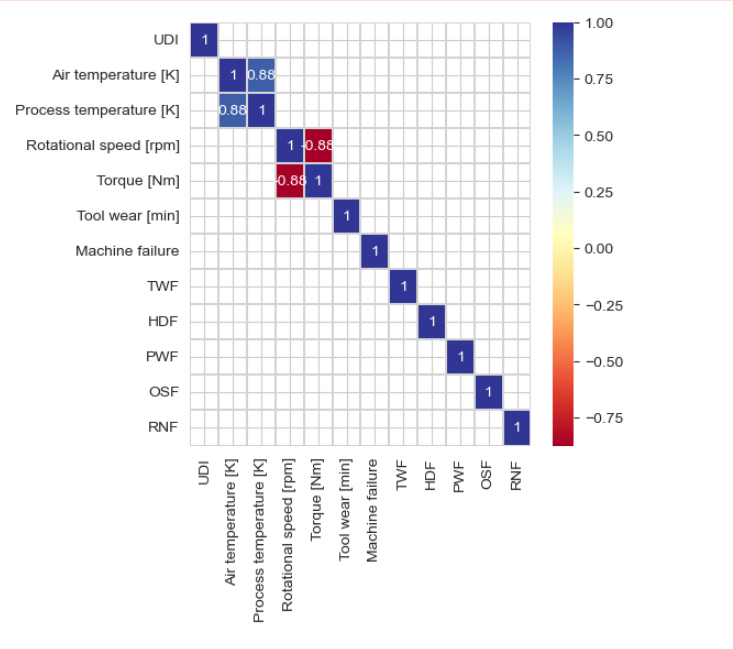 UDI 1 1.00
Air temperature [K] 1 0.88 0.75
Process temperature [K] 0.88 1
Rotational speed [rpm] 1 -0.88 0.50
Torque [Nm] -0.88 1 0.25
Tool wear [min] 1
Machine failure 1 0.00
TWF 1
HDF 1 −0.25
PWF 1 −0.50
OSF 1
RNF 1 −0.75
UDI
Air temperature [K]
Process temperature [K]
Rotational speed [rpm]
Torque [Nm]
Tool wear [min]
Machine failure
TWF
HDF
PWF
OSF
RNF